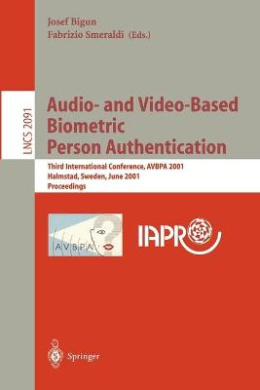 Josef Bigun
Fabrizio Smeraldi (Eds.)
LNCS 2091
Audio- and Video-Based
Biometric
Person Authentication
Third International Conference, AVBPA 2001
Halmstad, Sweden, June 2001
Proceedings
AVBPA
IAPR
Springer